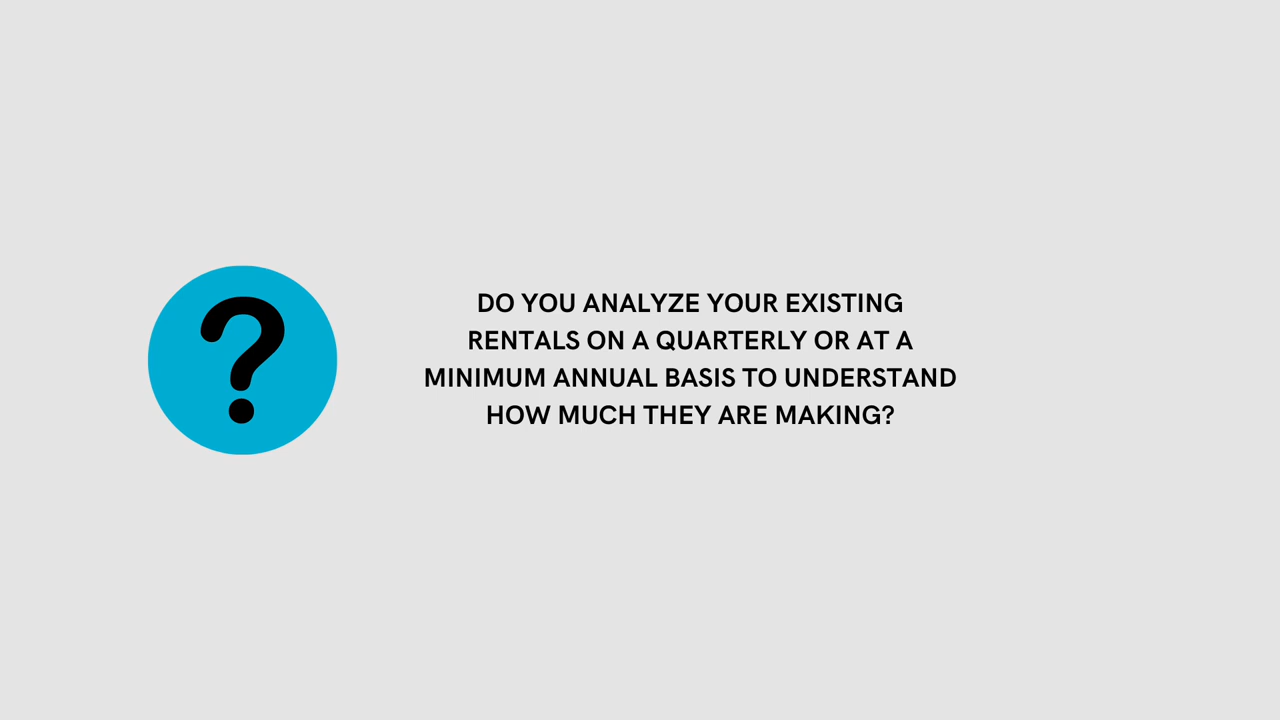 DO YOU ANALYZE YOUR EXISTING
RENTALS ON A QUARTERLY OR AT A
MINIMUM ANNUAL BASIS TO UNDERSTAND
HOW MUCH THEY ARE MAKING?